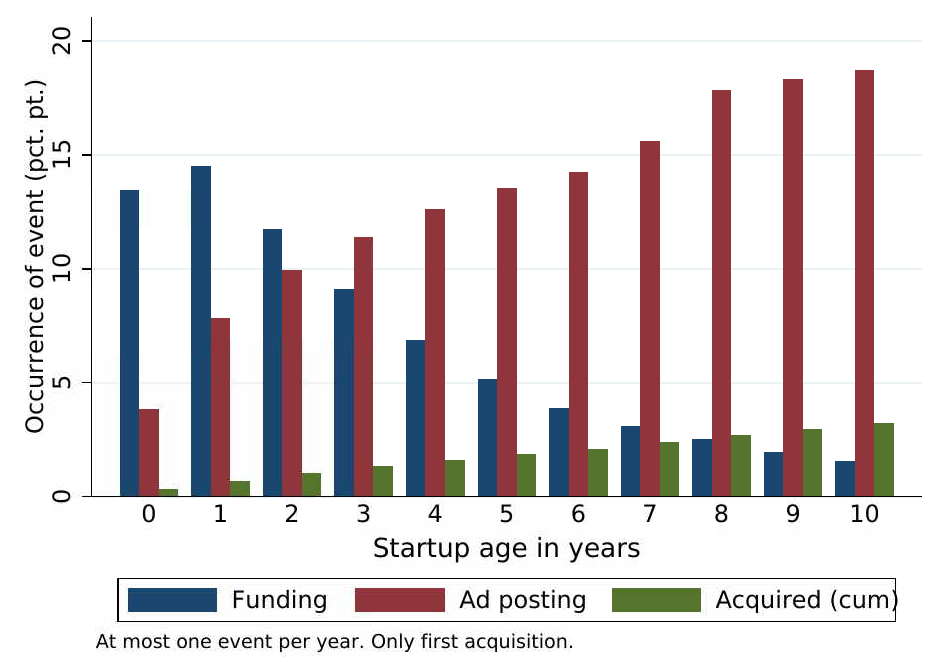 Occurrence of event (pct. pt.)
20
15
10
5
0
0 1 2 3 4 5 6 7 8 9 10
Startup age in years
Funding Ad posting Acquired (cum)
At most one event per year. Only first acquisition.